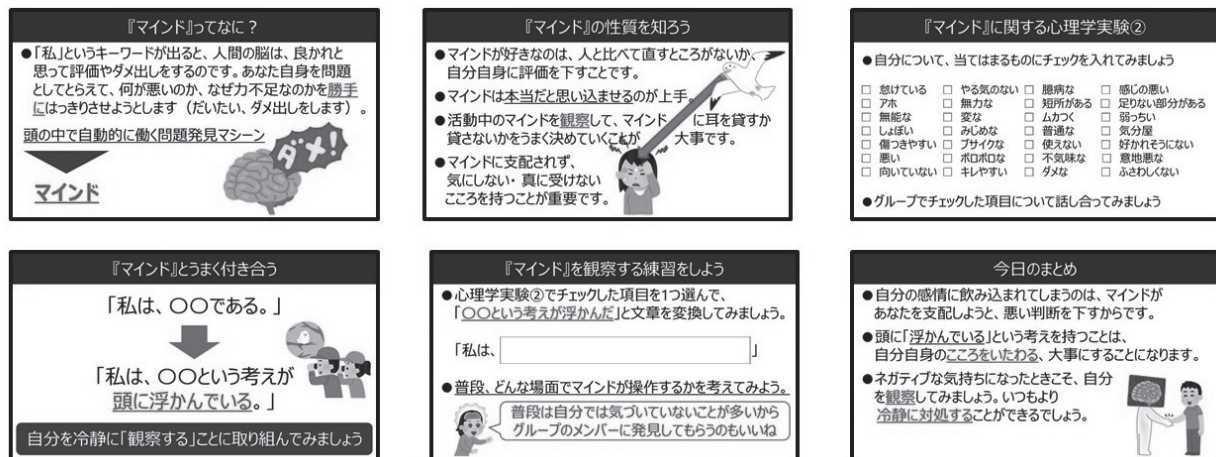 『マインド』ってなに？
●「私」というキーワードが出ると、人間の脳は、良かれと
思って評価やダメ出しをするのです。あなた自身を問題
としてとらえて、何が悪いのか、なぜ力不足なのかを勝手
にはっきりさせようとします（だいたい、ダメ出しをします）。
頭の中で自動的に働く問題発見マシーン
マインド
ダメ!
『マインド』の性質を知ろう
●マインドが好きなのは、人と比べて直すところがないか、
自分自身に評価を下すことです。
●マインドは本当だと思い込ませるのが上手。
●活動中のマインドを観察して、マインドに耳を貸すか
貸さないかをうまく決めていくことが大事です。
●マインドに支配されず、
気にしない・真に受けない
こころを持つことが重要です。
『マインド』に関する心理学実験②
●自分について、当てはまるものにチェックを入れてみましょう
□ 怠けている □ やる気のない □ 臆病な □ 感じの悪い
□ アホ □ 無力な □ 短所がある □ 足りない部分がある
□ 無能な □ 変な □ ムカつく □ 弱っちい
□ しょぼい □ みじめな □ 普通な □ 気分屋
□ 傷つきやすい □ ブサイクな □ 使えない □ 好かれそうにない
□ 悪い □ ボロボロな □ 不気味な □ 意地悪な
□ 向いていない □ キレやすい □ ダメな □ ふさわしくない
●グループでチェックした項目について話し合ってみましょう
『マインド』とうまく付き合う
「私は、〇〇である。」
「私は、〇〇という考えが
頭に浮かんでいる。」
自分を冷静に「観察する」ことに取り組んでみましょう
『マインド』を観察する練習をしよう
●心理学実験②でチェックした項目を1つ選んで、
「〇〇という考えが浮かんだ」と文章を変換してみましょう。
「私は、 」
●普段、どんな場面でマインドが操作するかを考えてみよう。
普段は自分では気づいていないことが多いから
グループのメンバーに発見してもらうのもいいね
今日のまとめ
●自分の感情に飲み込まれてしまうのは、マインドが
あなたを支配しようと、悪い判断を下すからです。
●頭に「浮かんでいる」という考えを持つことは、
自分自身のこころをいたわる、大事にすることになります。
●ネガティブな気持ちになったときこそ、自分
を観察してみましょう。いつもより
冷静に対処することができるでしょう。